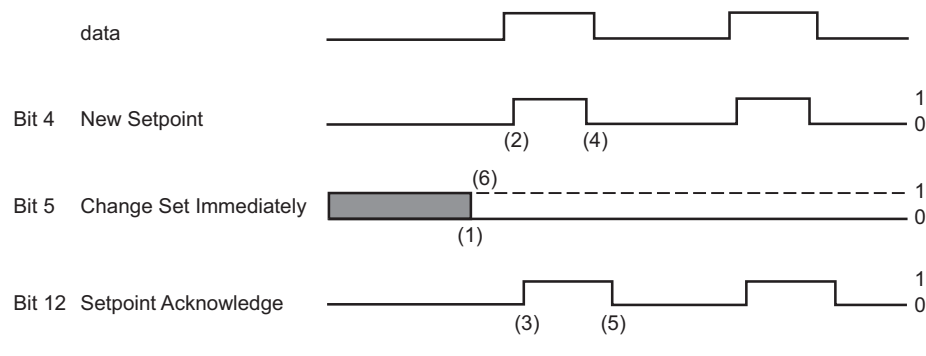 data
Bit 4 New Setpoint 1
0
(2) (4)
(6)
Bit 5 Change Set Immediately 1
0
(1)
Bit 12 Setpoint Acknowledge 1
0
(3) (5)